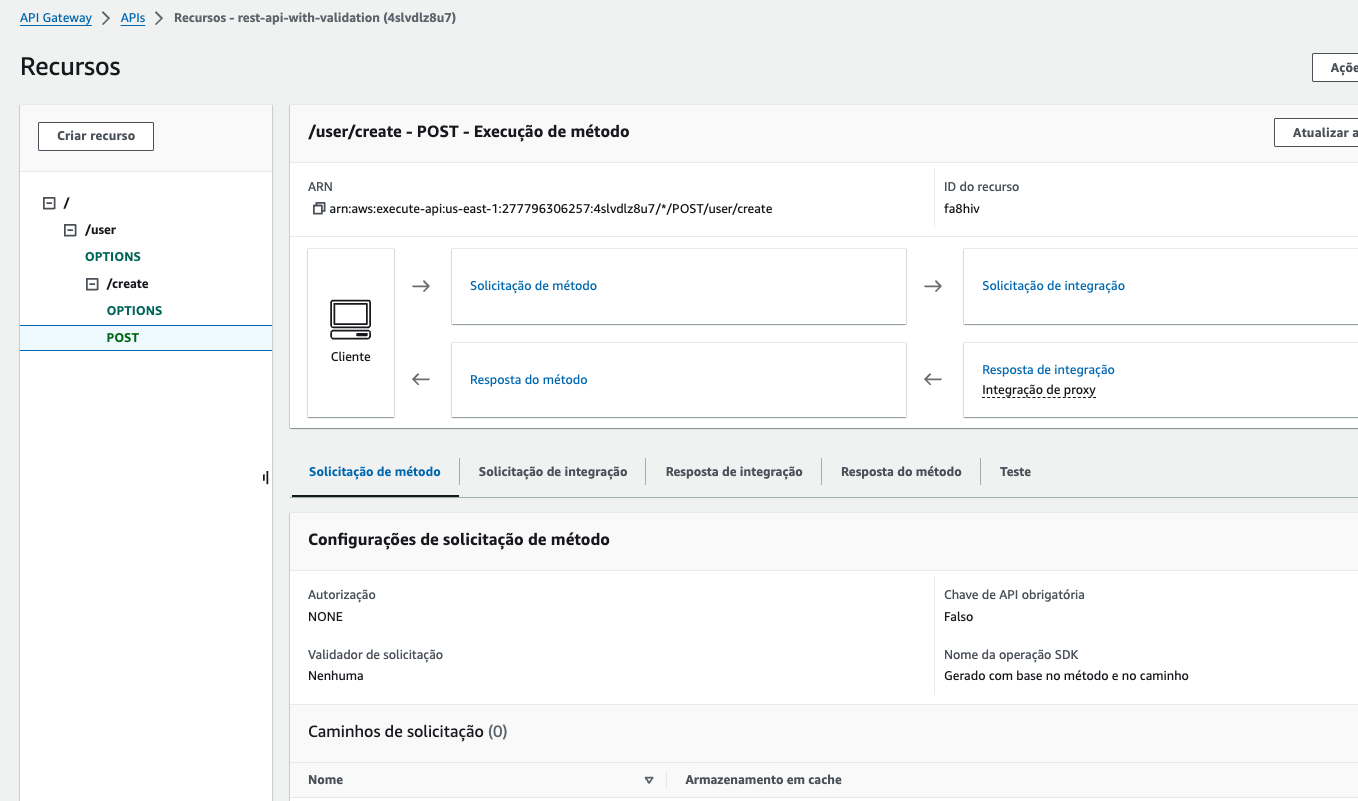 API Gateway > APIs > Recursos - rest-api-with-validation (4slvdlz8u7)
Recursos
Açõe
Criar recurso
/
/user
OPTIONS
/create
OPTIONS
POST
/user/create - POST - Execução de método
Atualizar a
ARN
arn:aws:execute-api:us-east-1:277796306257:4slvdlz8u7/*/POST/user/create
ID do recurso
fa8hiv
Cliente
Solicitação de método
Solicitação de integração
Resposta do método
Resposta de integração
Integração de proxy
Solicitação de método
Solicitação de integração
Resposta de integração
Resposta do método
Teste
Configurações de solicitação de método
Autorização
NONE
Chave de API obrigatória
Falso
Validador de solicitação
Nenhuma
Nome da operação SDK
Gerado com base no método e no caminho
Caminhos de solicitação (0)
Nome
Armazenamento em cache